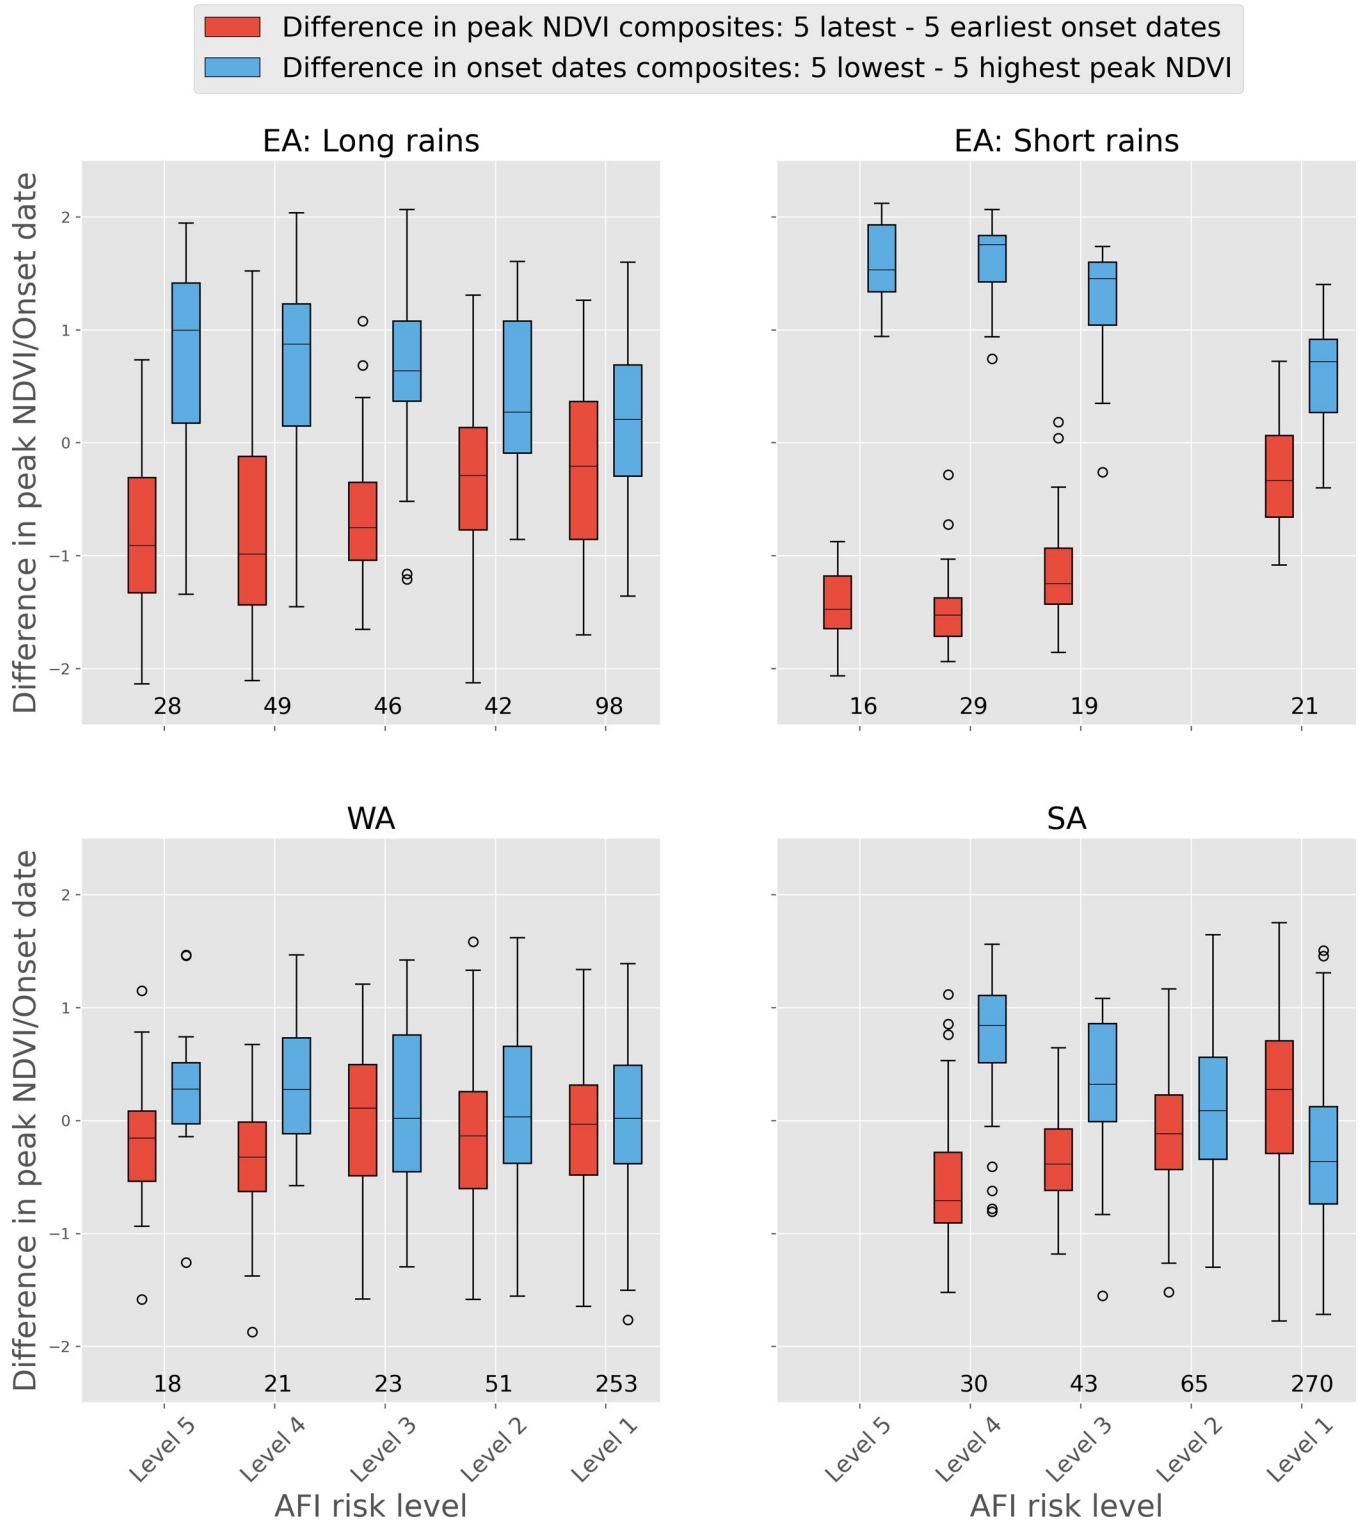 Difference in peak NDVI composites: 5 latest - 5 earliest onset dates
Difference in onset dates composites: 5 lowest - 5 highest peak NDVI
EA: Long rains
Difference in peak NDVI/Onset date
2
1
0
−1
−2
28 49 46 42 98
EA: Short rains
16 29 19 21
WA
Difference in peak NDVI/Onset date
2
1
0
−1
−2
18 21 23 51 253
Level 5 Level 4 Level 3 Level 2 Level 1
AFI risk level
SA
30 43 65 270
Level 5 Level 4 Level 3 Level 2 Level 1
AFI risk level